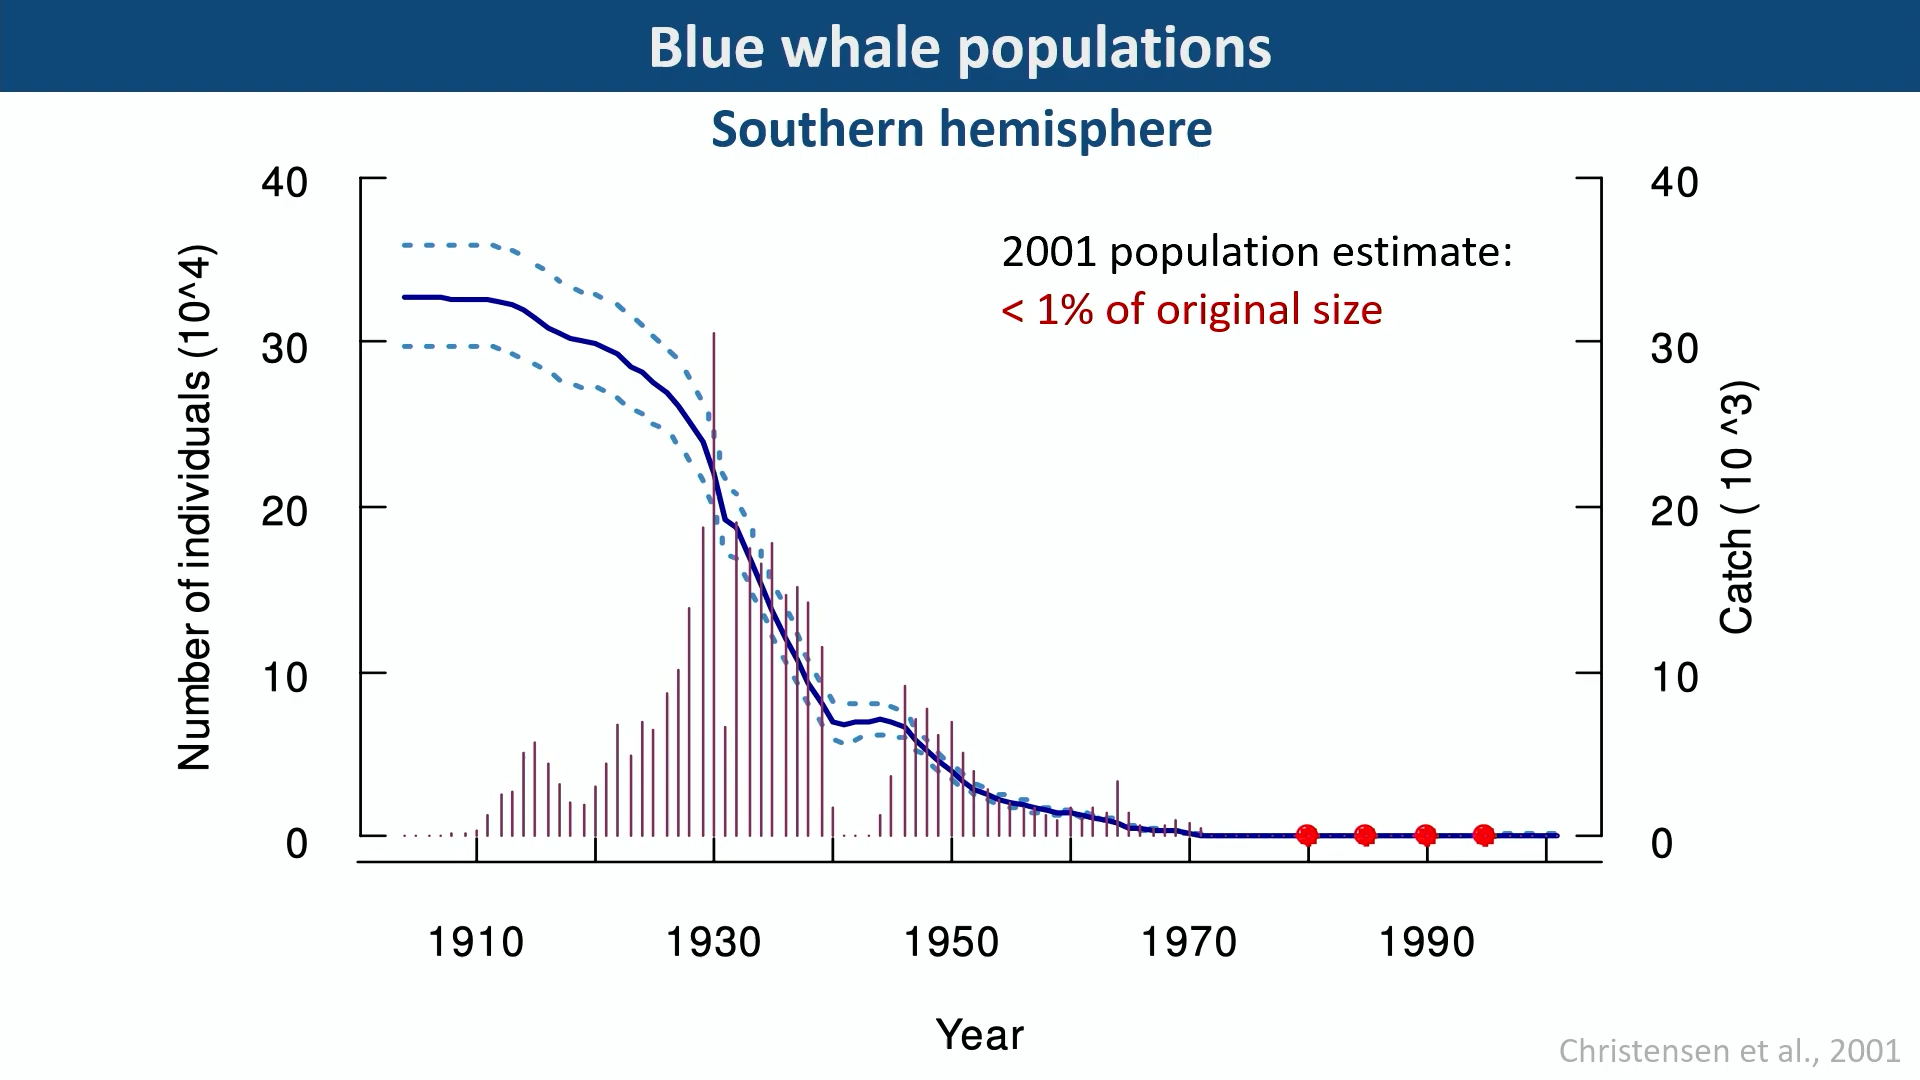 Blue whale populations
Southern hemisphere
2001 population estimate:
< 1% of original size
Number of individuals (10^4)
40
30
20
10
0
Catch ( 10 ^3)
40
30
20
10
0
1910 1930 1950 1970 1990
Year
Christensen et al., 2001